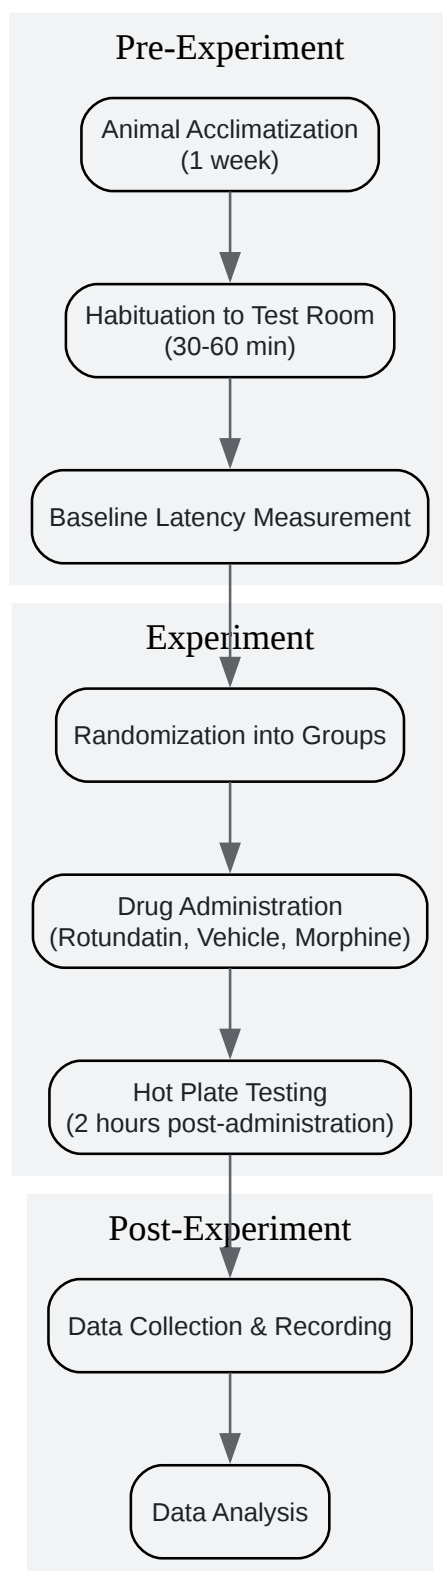 Pre-Experiment
Animal Acclimatization
(1 week)
Habituation to Test Room
(30-60 min)
Baseline Latency Measurement
Experiment
Randomization into Groups
Drug Administration
(Rotundatin, Vehicle, Morphine)
Hot Plate Testing
(2 hours post-administration)
Post-Experiment
Data Collection & Recording
Data Analysis